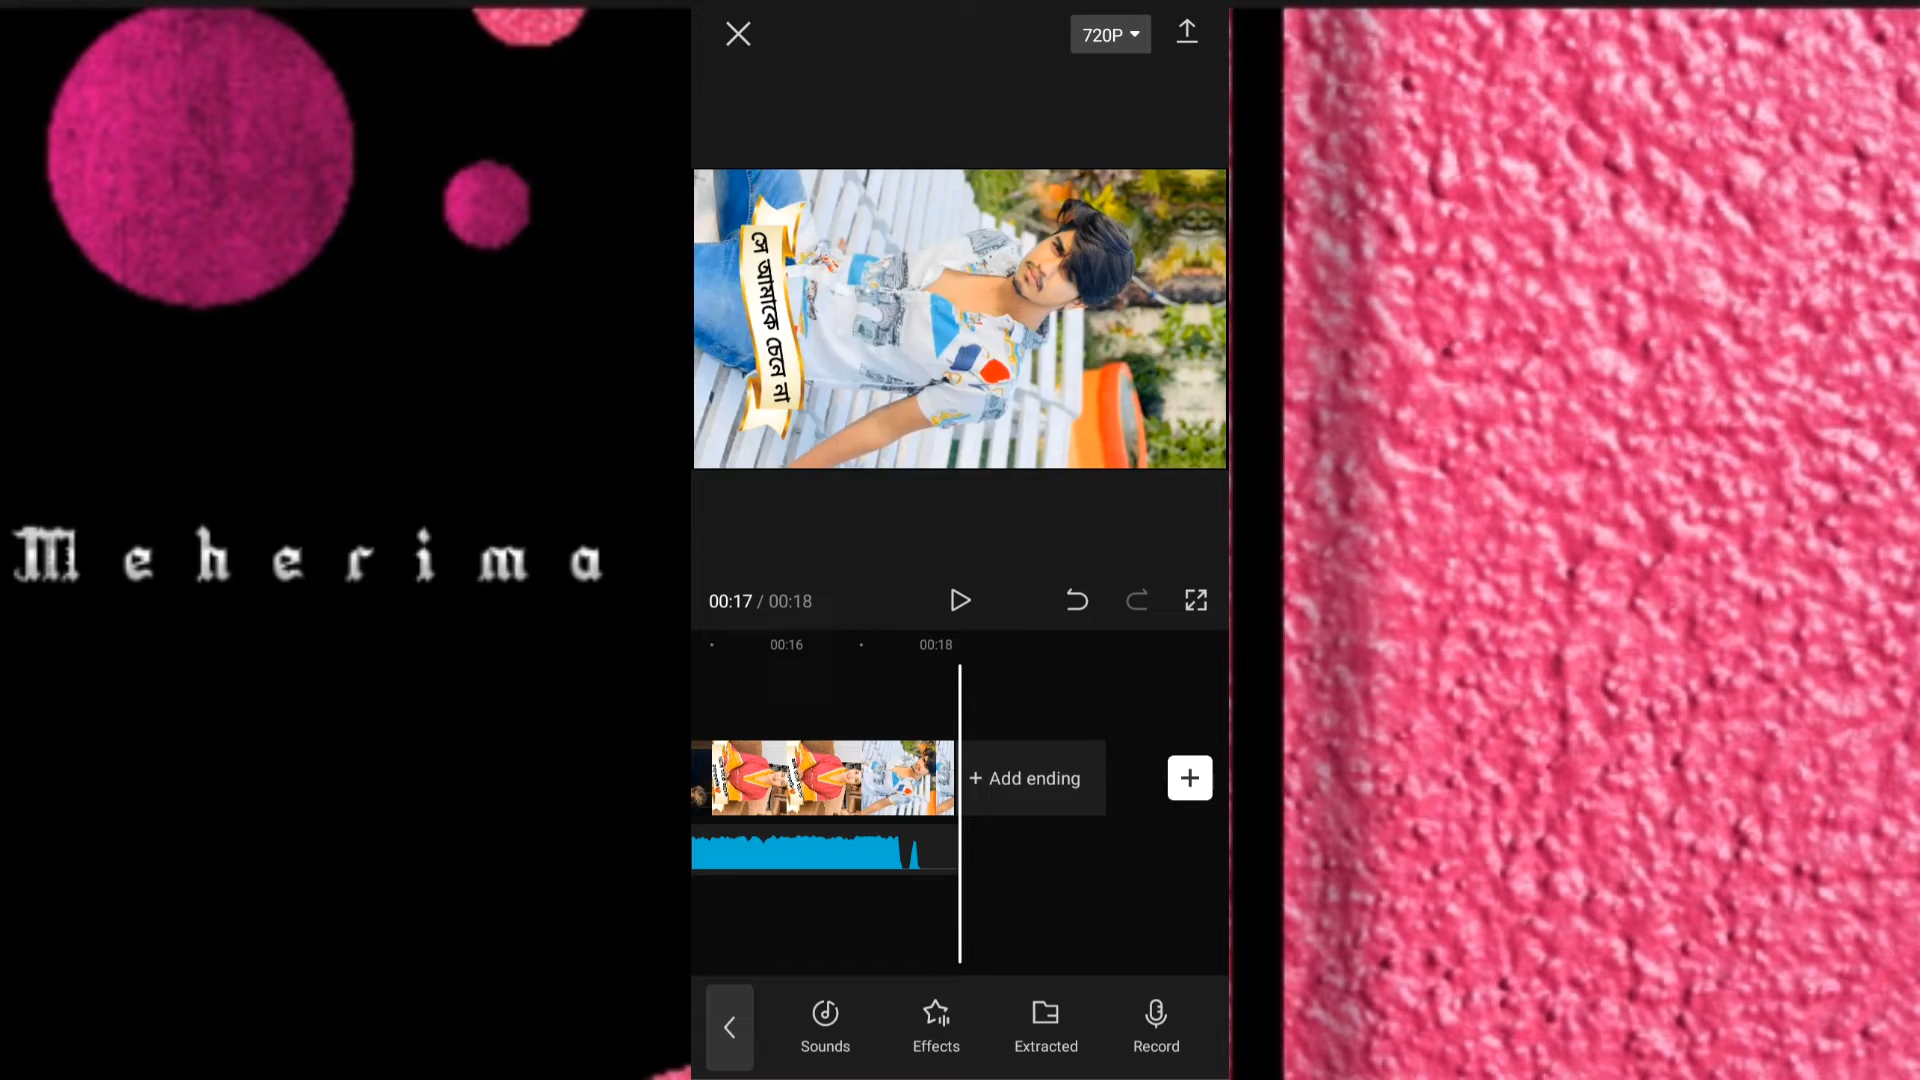 720P
সে আমাকে চেনে না
Meherima
00:17 / 00:18
00:16
00:18
+ Add ending
Sounds
Effects
Extracted
Record